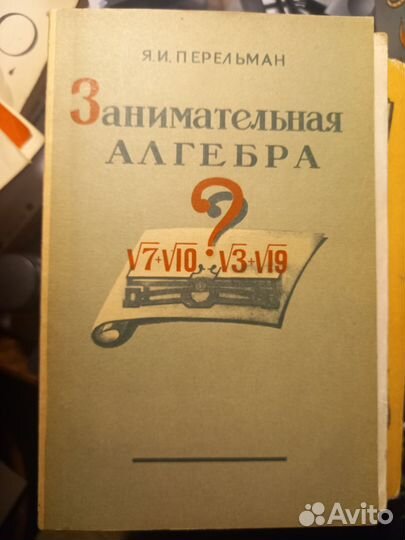 Я.И. ПЕРЕЛЬМАН
Занимательная
АЛГЕБРА
?
√7+√10 √3+√19
Avito